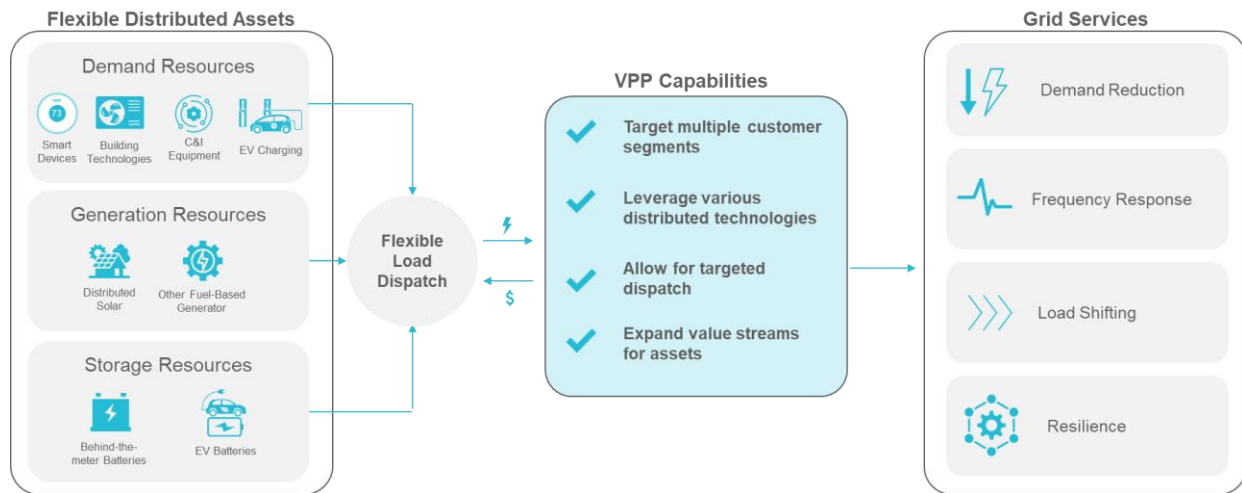 Flexible Distributed Assets
Demand Resources
73
Smart
Devices
Building
Technologies
C&I
Equipment
EV Charging
Generation Resources
Distributed
Solar
Other Fuel-Based
Generator
Storage Resources
Behind-the-
meter Batteries
EV Batteries
Flexible
Load
Dispatch
$
VPP Capabilities
Target multiple customer
segments
Leverage various
distributed technologies
Allow for targeted
dispatch
Expand value streams
for assets
Grid Services
Demand Reduction
Frequency Response
Load Shifting
Resilience